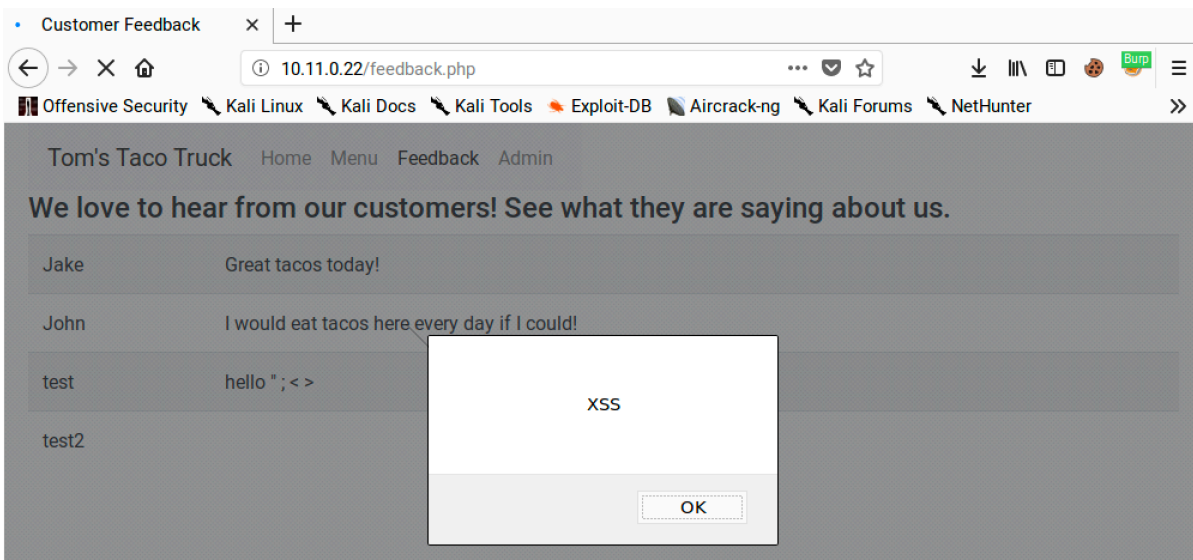 Customer Feedback
10.11.0.22/feedback.php
Burp
Offensive Security Kali Linux Kali Docs Kali Tools Exploit-DB Aircrack-ng Kali Forums NetHunter
Tom's Taco Truck Home Menu Feedback Admin
We love to hear from our customers! See what they are saying about us.
Jake Great tacos today!
John I would eat tacos here every day if I could!
test hello " ; < >
XSS
test2
OK